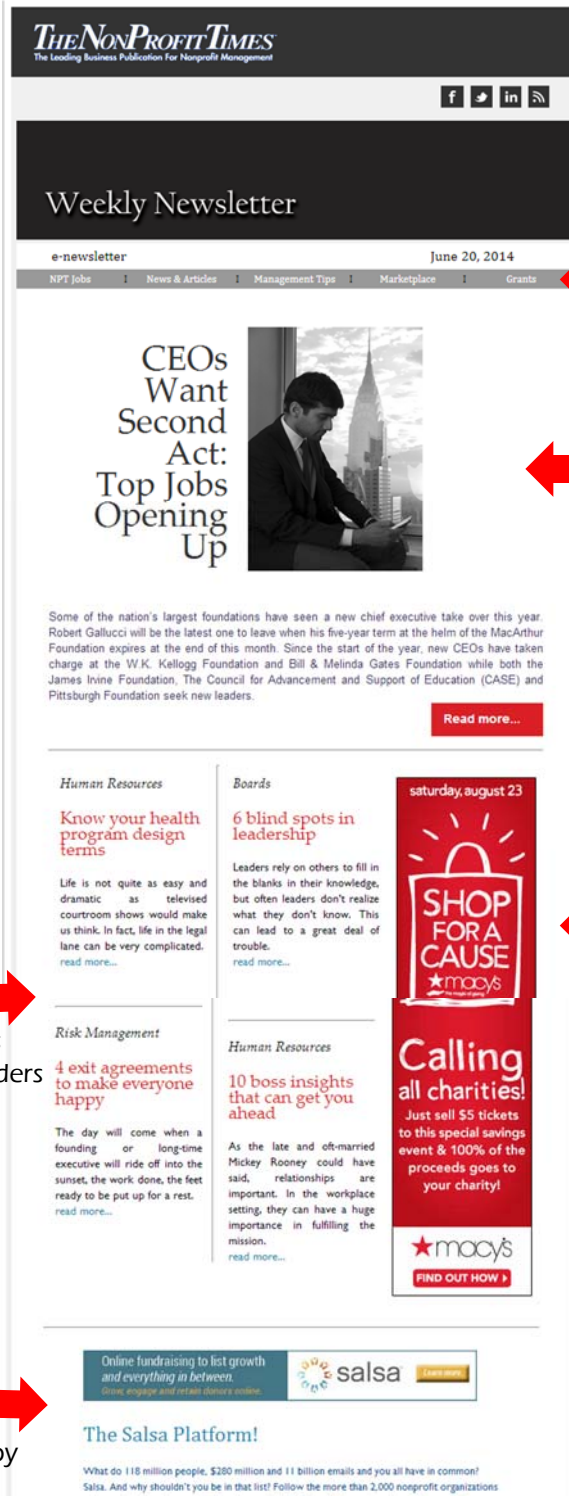 THE NONPROFIT TIMES
The Leading Business Publication For Nonprofit Management
Weekly Newsletter
e-newsletter June 20, 2014
NPT Jobs News & Articles Management Tips Marketplace Grants
CEOs
Want
Second
Act:
Top Jobs
Opening
Up
Some of the nation's largest foundations have seen a new chief executive take over this year.
Robert Gallucci will be the latest one to leave when his five-year term at the helm of the MacArthur
Foundation expires at the end of this month. Since the start of the year, new CEOs have taken
charge at the W.K. Kellogg Foundation and Bill & Melinda Gates Foundation while both the
James Irvine Foundation, The Council for Advancement and Support of Education (CASE) and
Pittsburgh Foundation seek new leaders.
Read more...
Human Resources
Know your health
program design
terms
Life is not quite as easy and
dramatic as televised
courtroom shows would make
us think. In fact, life in the legal
lane can be very complicated.
read more...
Boards
6 blind spots in
leadership
Leaders rely on others to fill in
the blanks in their knowledge,
but often leaders don't realize
what they don't know. This
can lead to a great deal of
trouble.
read more...
saturday, august 23
SHOP
FOR A
CAUSE
macy's
the magic of giving
Risk Management
4 exit agreements
to make everyone
happy
The day will come when a
founding or long-time
executive will ride off into the
sunset, the work done, the feet
ready to be put up for a rest.
read more...
ders
Human Resources
10 boss insights
that can get you
ahead
As the late and oft-married
Mickey Rooney could have
said, relationships are
important. In the workplace
setting, they can have a huge
importance in fulfilling the
mission.
read more...
Calling
all charities!
Just sell $5 tickets
to this special savings
event & 100% of the
proceeds goes to
your charity!
macy's
FIND OUT HOW
Online fundraising to list growth
and everything in between.
Grow, engage and retain donors online.
salsa
Learn more
The Salsa Platform!
by
What do 118 million people, $280 million and 11 billion emails and you all have in common?
Salsa. And why shouldn't you be in that list? Follow the more than 2,000 nonprofit organizations